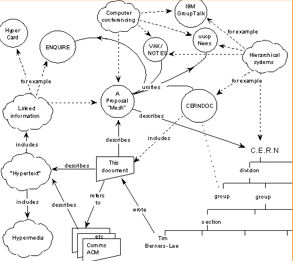 IBM
GroupTalk
Computer
conferencing
Hyper
Card
uucp
News
ENQUIRE
VAX/
NOTES
for example
Hierarchical
systems
for example
unifies
for example
A
Proposal
"Mesh"
CERNDOC
Linked
information
describes
includes
C.E.R.N
includes
describes
division
This
document
"Hypertext"
describes
refers
to
group
group
includes
describes
wrote
section
Hypermedia
etc
Comms
ACM
Tim
Berners-Lee